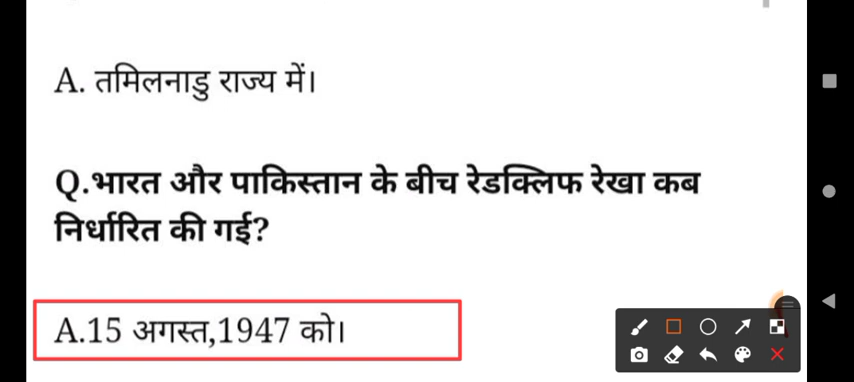 A. तमिलनाडु राज्य में।
Q.भारत और पाकिस्तान के बीच रेडक्लिफ रेखा कब
निर्धारित की गई?
A.15 अगस्त,1947 को।